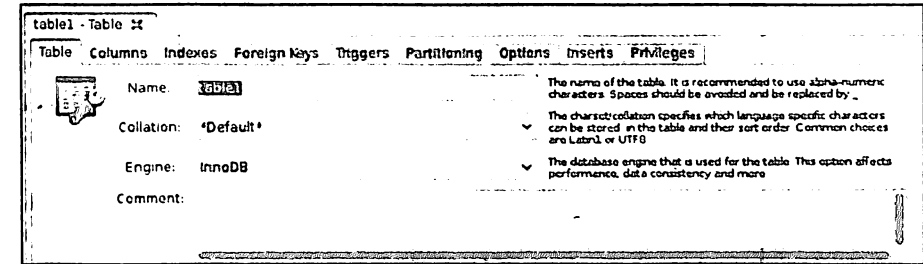 table1 - Table
Table Columns Indexes Foreign Keys Triggers Partitioning Options Inserts Privileges
Name: table1
The name of the table. It is recommended to use alpha-numeric
characters. Spaces should be avoided and be replaced by _
Collation: *Default*
The charset/collation specifies which language specific characters
can be stored in the table and their sort order. Common choices
are Latin1 or UTF8
Engine: InnoDB
The database engine that is used for the table. This option affects
performance, data consistency and more
Comment: